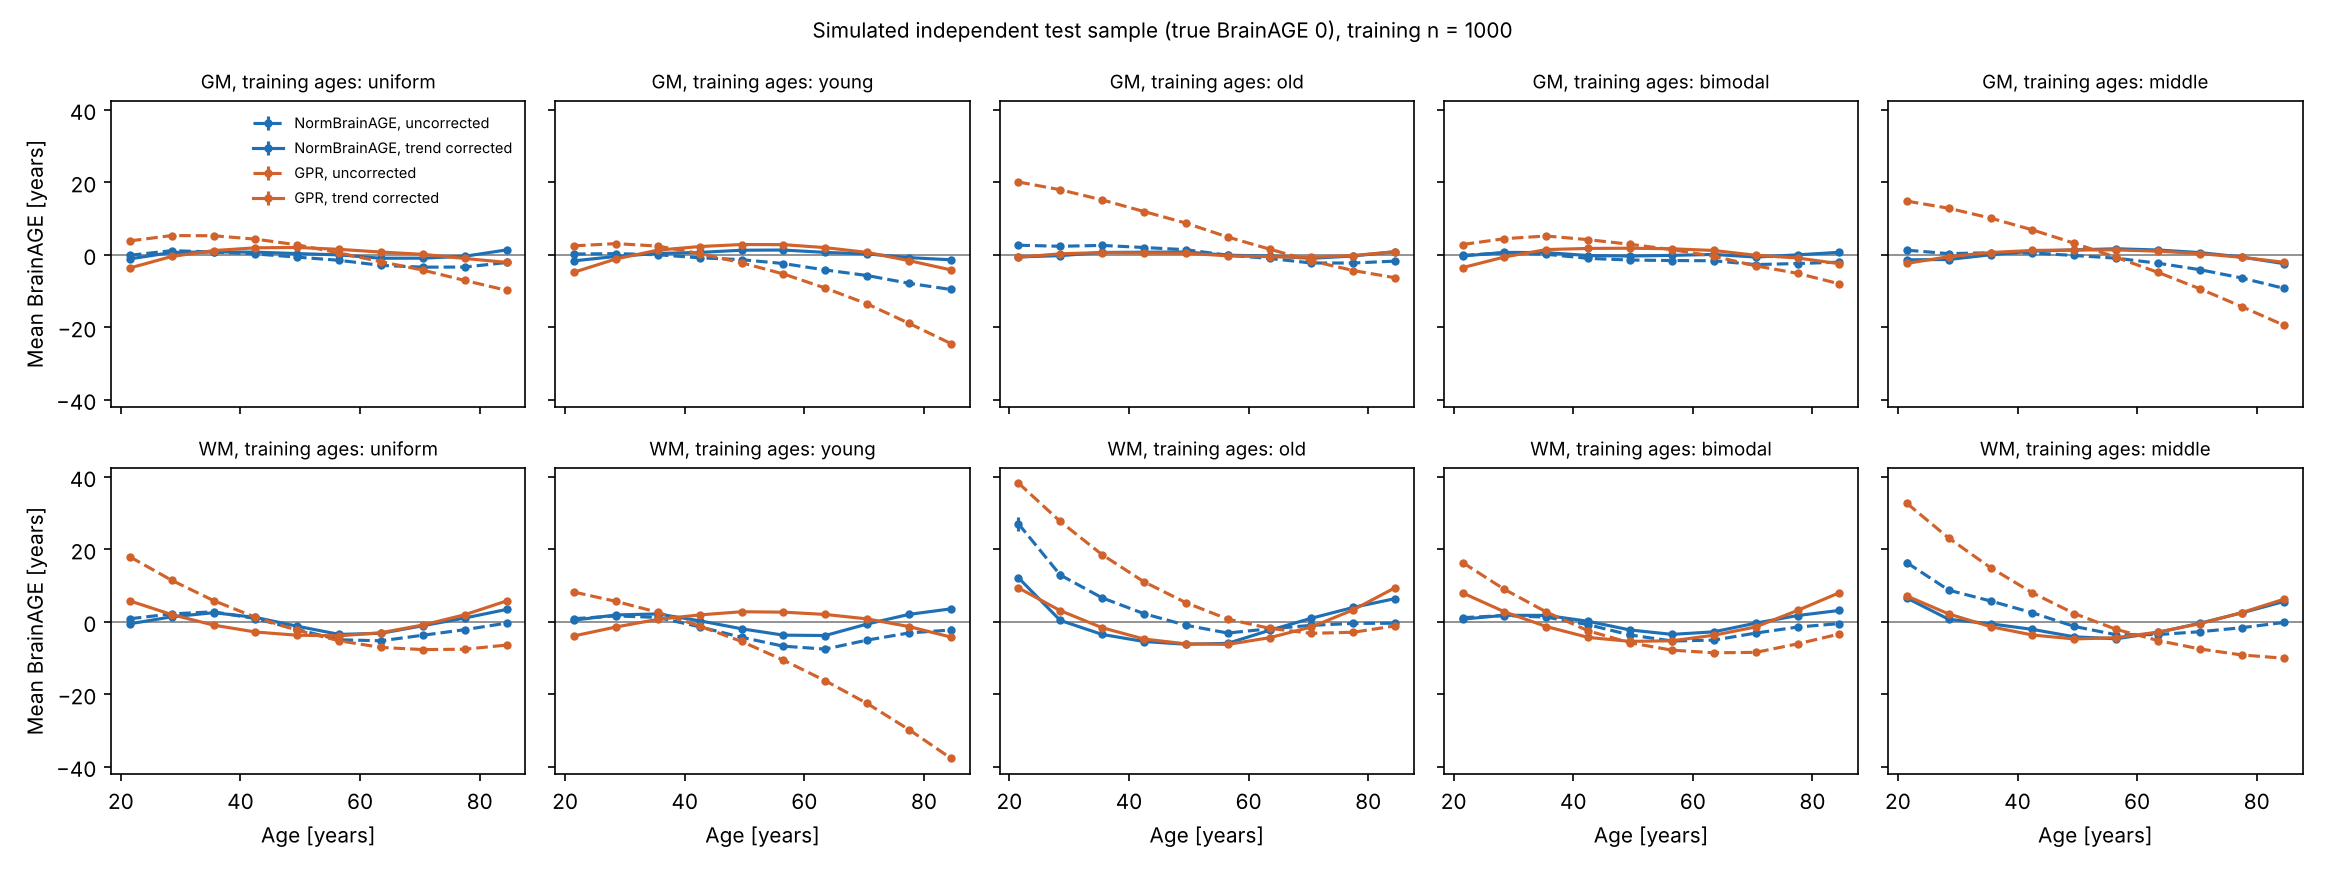 Simulated independent test sample (true BrainAGE 0), training n = 1000
GM, training ages: uniform
GM, training ages: young
GM, training ages: old
GM, training ages: bimodal
GM, training ages: middle
Mean BrainAGE [years]
40
20
0
−20
−40
NormBrainAGE, uncorrected
NormBrainAGE, trend corrected
GPR, uncorrected
GPR, trend corrected
WM, training ages: uniform
WM, training ages: young
WM, training ages: old
WM, training ages: bimodal
WM, training ages: middle
Mean BrainAGE [years]
40
20
0
−20
−40
20 40 60 80
20 40 60 80
20 40 60 80
20 40 60 80
20 40 60 80
Age [years]
Age [years]
Age [years]
Age [years]
Age [years]